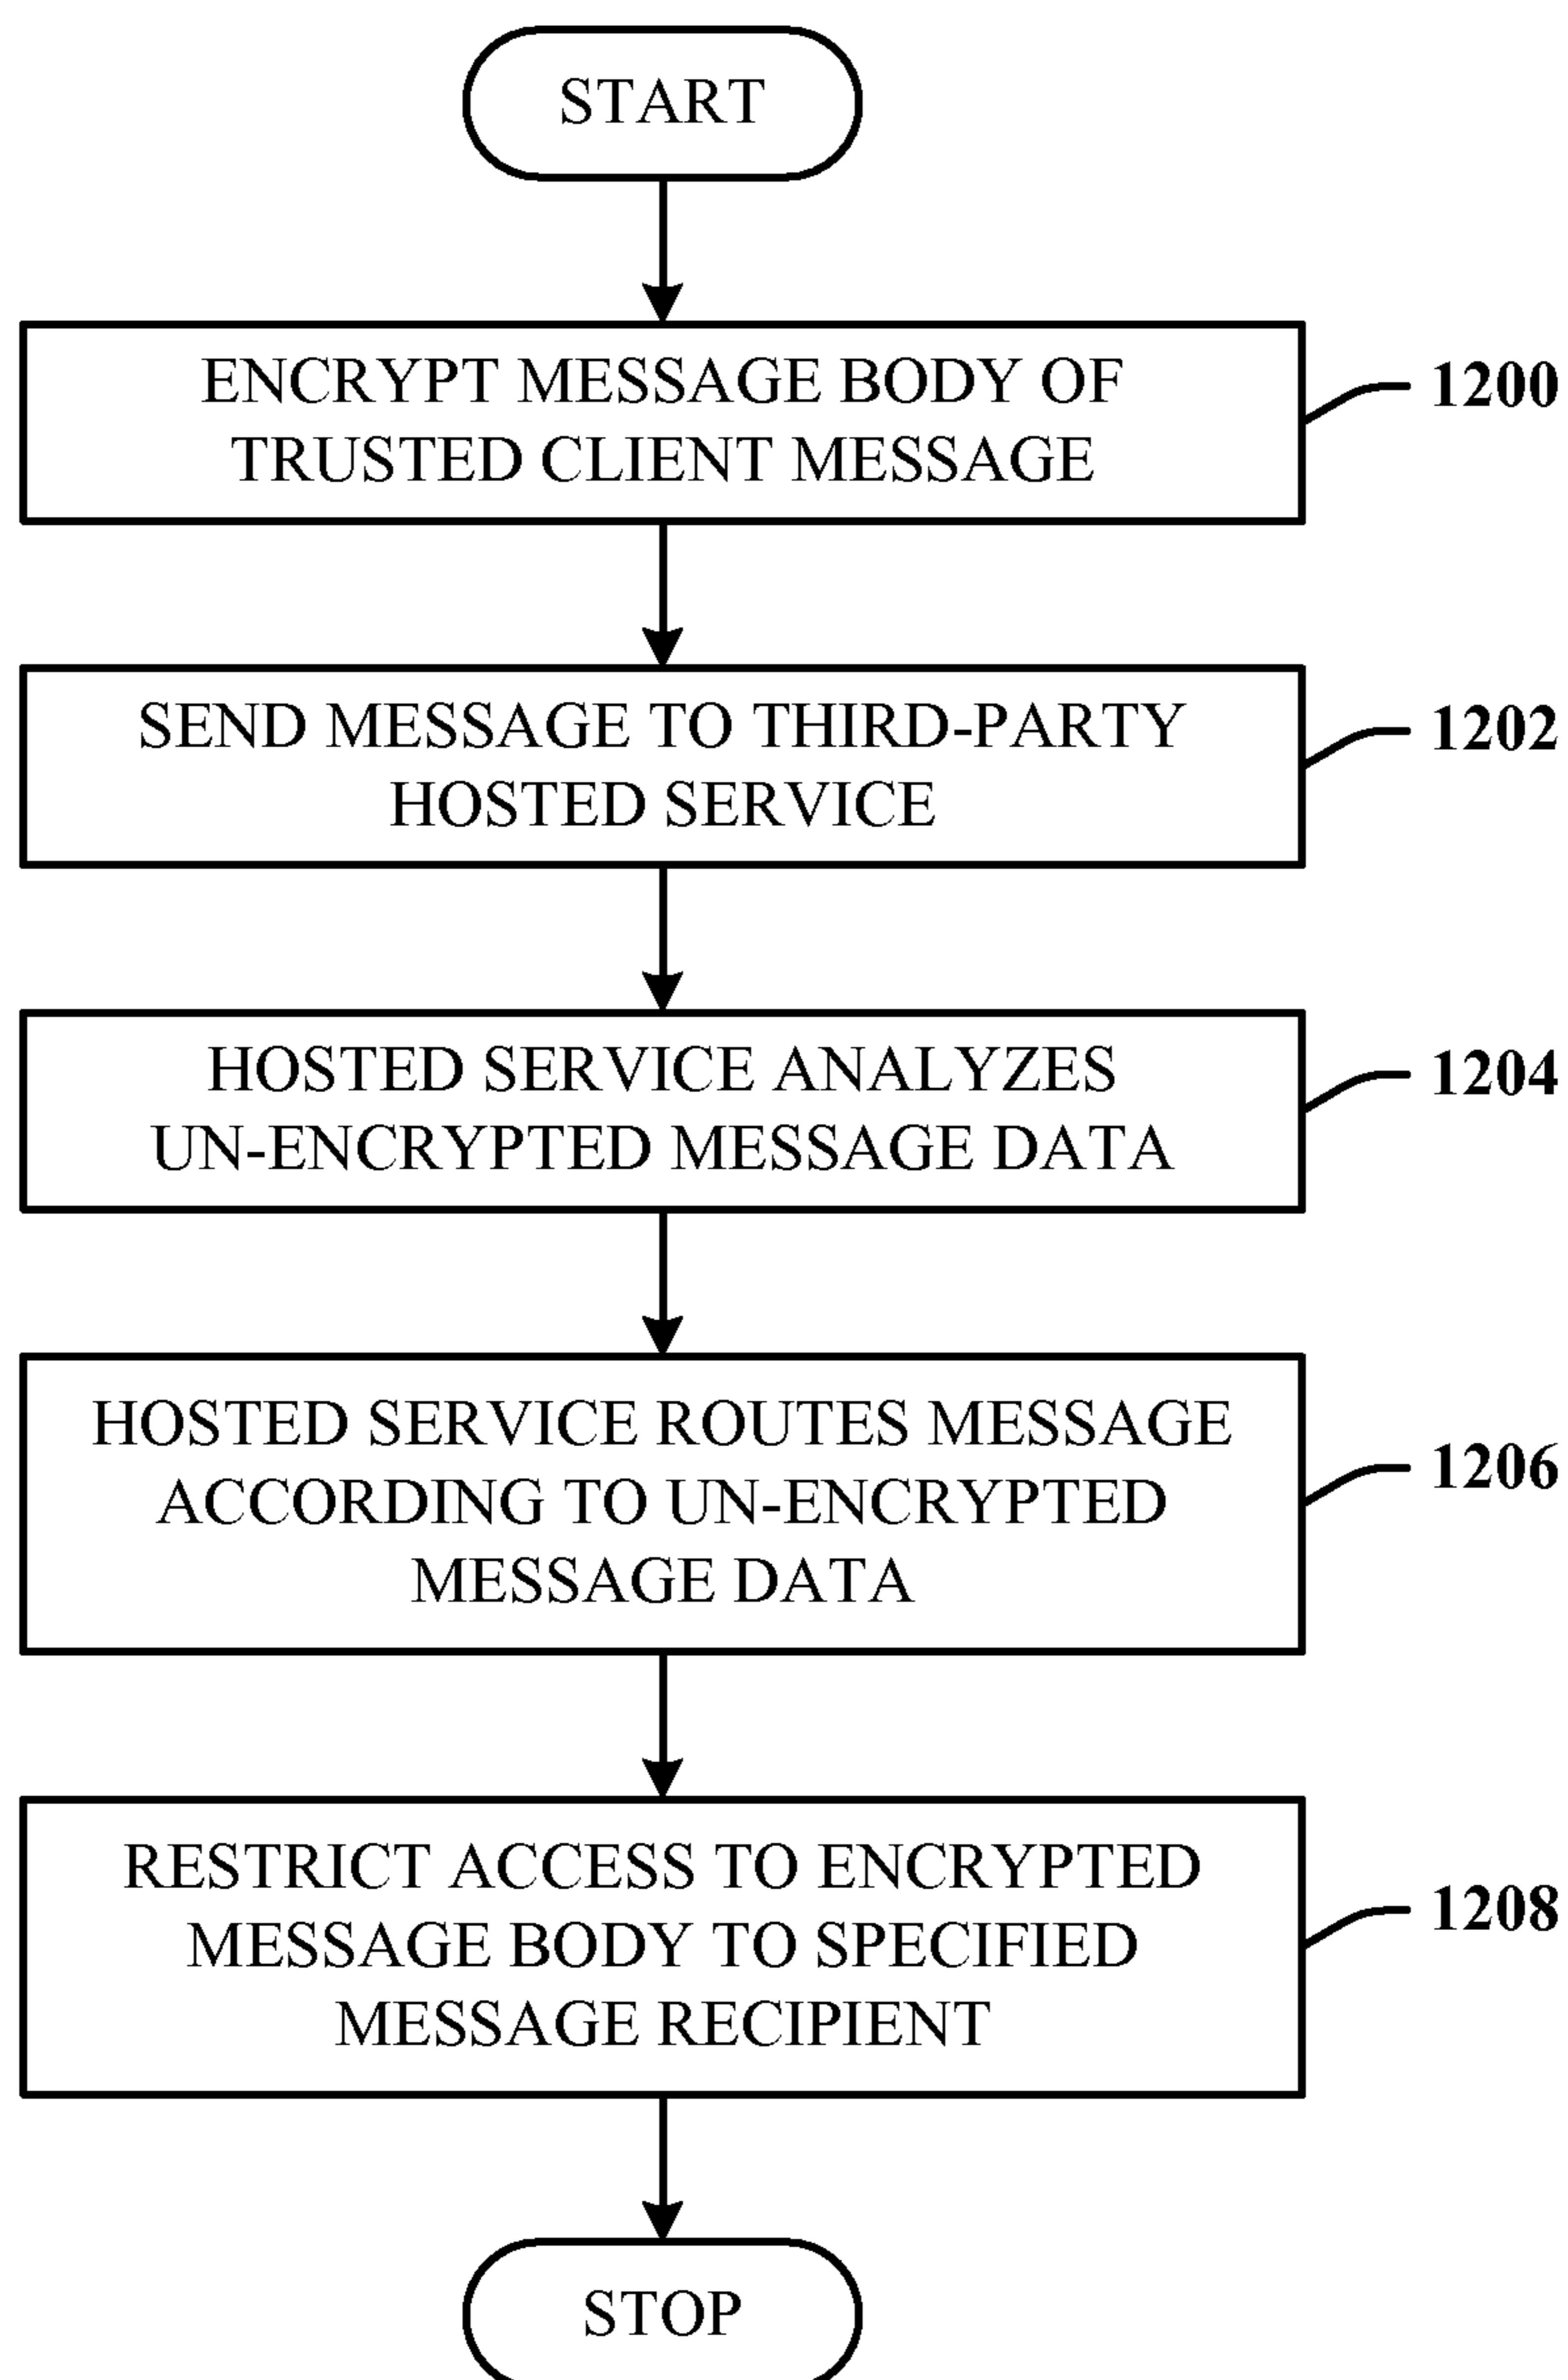 START
ENCRYPT MESSAGE BODY OF
TRUSTED CLIENT MESSAGE
1200
SEND MESSAGE TO THIRD-PARTY
HOSTED SERVICE
1202
HOSTED SERVICE ANALYZES
UN-ENCRYPTED MESSAGE DATA
1204
HOSTED SERVICE ROUTES MESSAGE
ACCORDING TO UN-ENCRYPTED
MESSAGE DATA
1206
RESTRICT ACCESS TO ENCRYPTED
MESSAGE BODY TO SPECIFIED
MESSAGE RECIPIENT
1208
STOP